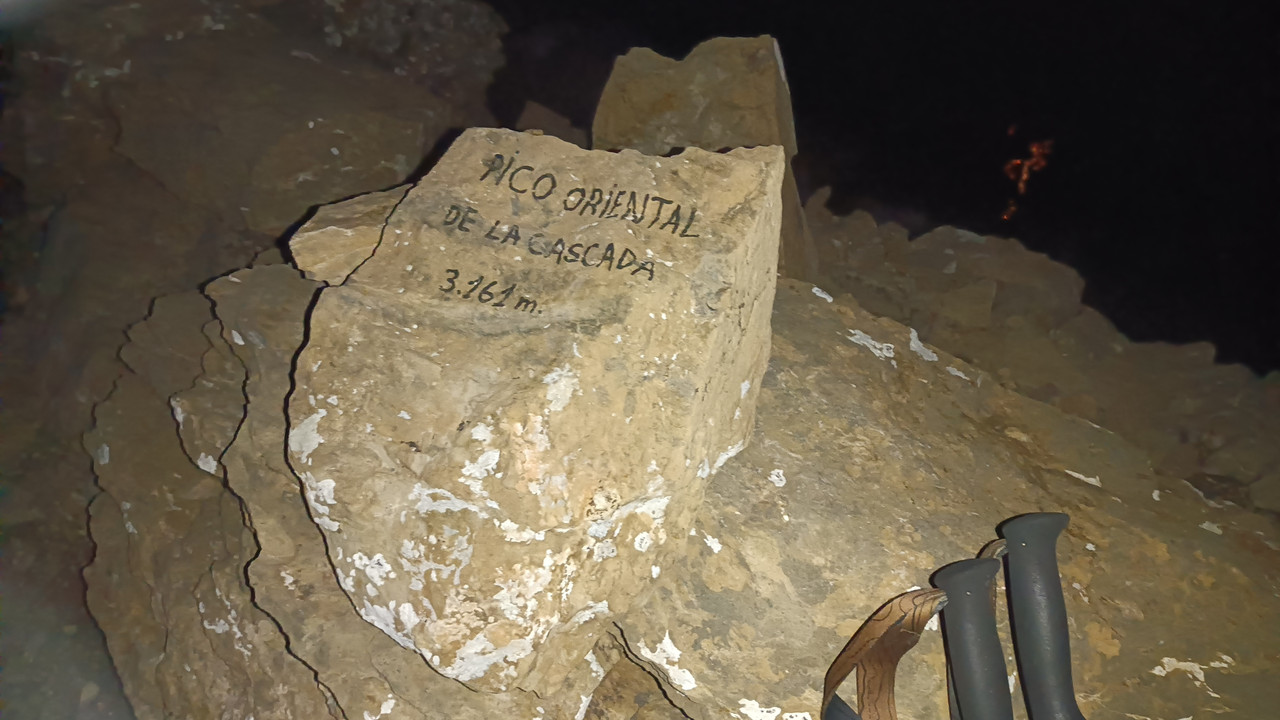 PICO ORIENTAL
DE LA CASCADA
3.161 m.